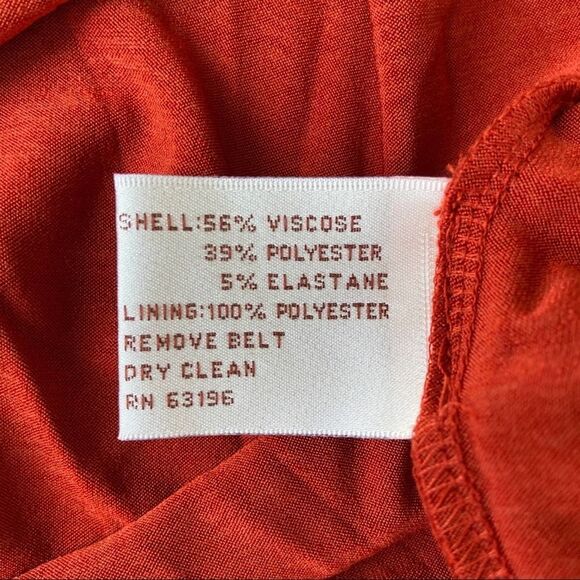 SHELL:56% VISCOSE
39% POLYESTER
5% ELASTANE
LINING:100% POLYESTER
REMOVE BELT
DRY CLEAN
RN 63196